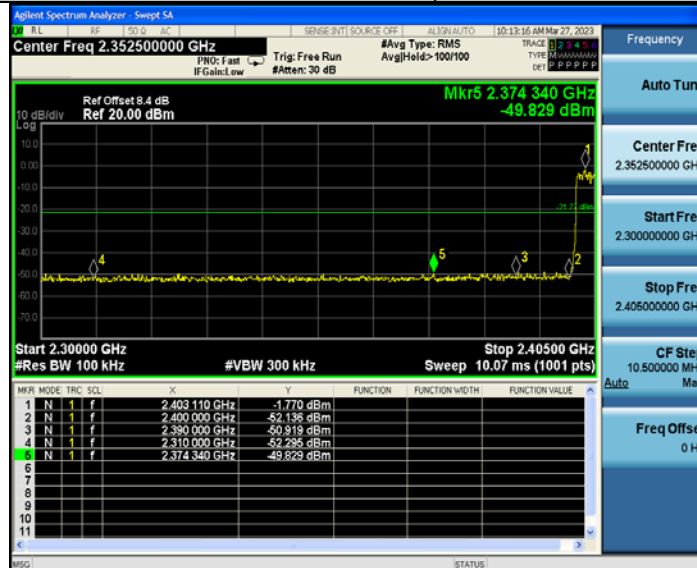 Agilent Spectrum Analyzer - Swept SA
RL RF 50 Ω AC SENSE:INT SOURCE OFF ALIGN AUTO 10:13:16 AM Mar 27, 2023
Center Freq 2.352500000 GHz
PNO: Fast
IFGain:Low
Trig: Free Run
#Atten: 30 dB
#Avg Type: RMS
Avg|Hold:> 100/100
TRACE 1 2 3 4 5 6
TYPE
DET P P P P P P
Mkr5 2.374 340 GHz
-49.829 dBm
Ref Offset 8.4 dB
10 dB/div Ref 20.00 dBm
Log
10.0
0.00
-10.0
-20.0
-30.0
-40.0
-50.0
-60.0
-70.0
1
2
3
4
5
Start 2.30000 GHz Stop 2.40500 GHz
#Res BW 100 kHz #VBW 300 kHz Sweep 10.07 ms (1001 pts)
MKR MODE TRC SCL X Y FUNCTION FUNCTION WIDTH FUNCTION VALUE
1 N 1 f 2.403 110 GHz -1.770 dBm
2 N 1 f 2.400 000 GHz -52.136 dBm
3 N 1 f 2.390 000 GHz -50.919 dBm
4 N 1 f 2.310 000 GHz -52.295 dBm
5 N 1 f 2.374 340 GHz -49.829 dBm
6
7
8
9
10
11
MSG STATUS
Frequency
Auto Tun
Center Fre
2.352500000 GH
Start Fre
2.300000000 GH
Stop Fre
2.405000000 GH
CF Ste
10.500000 MH
Auto Ma
Freq Offse
0 H